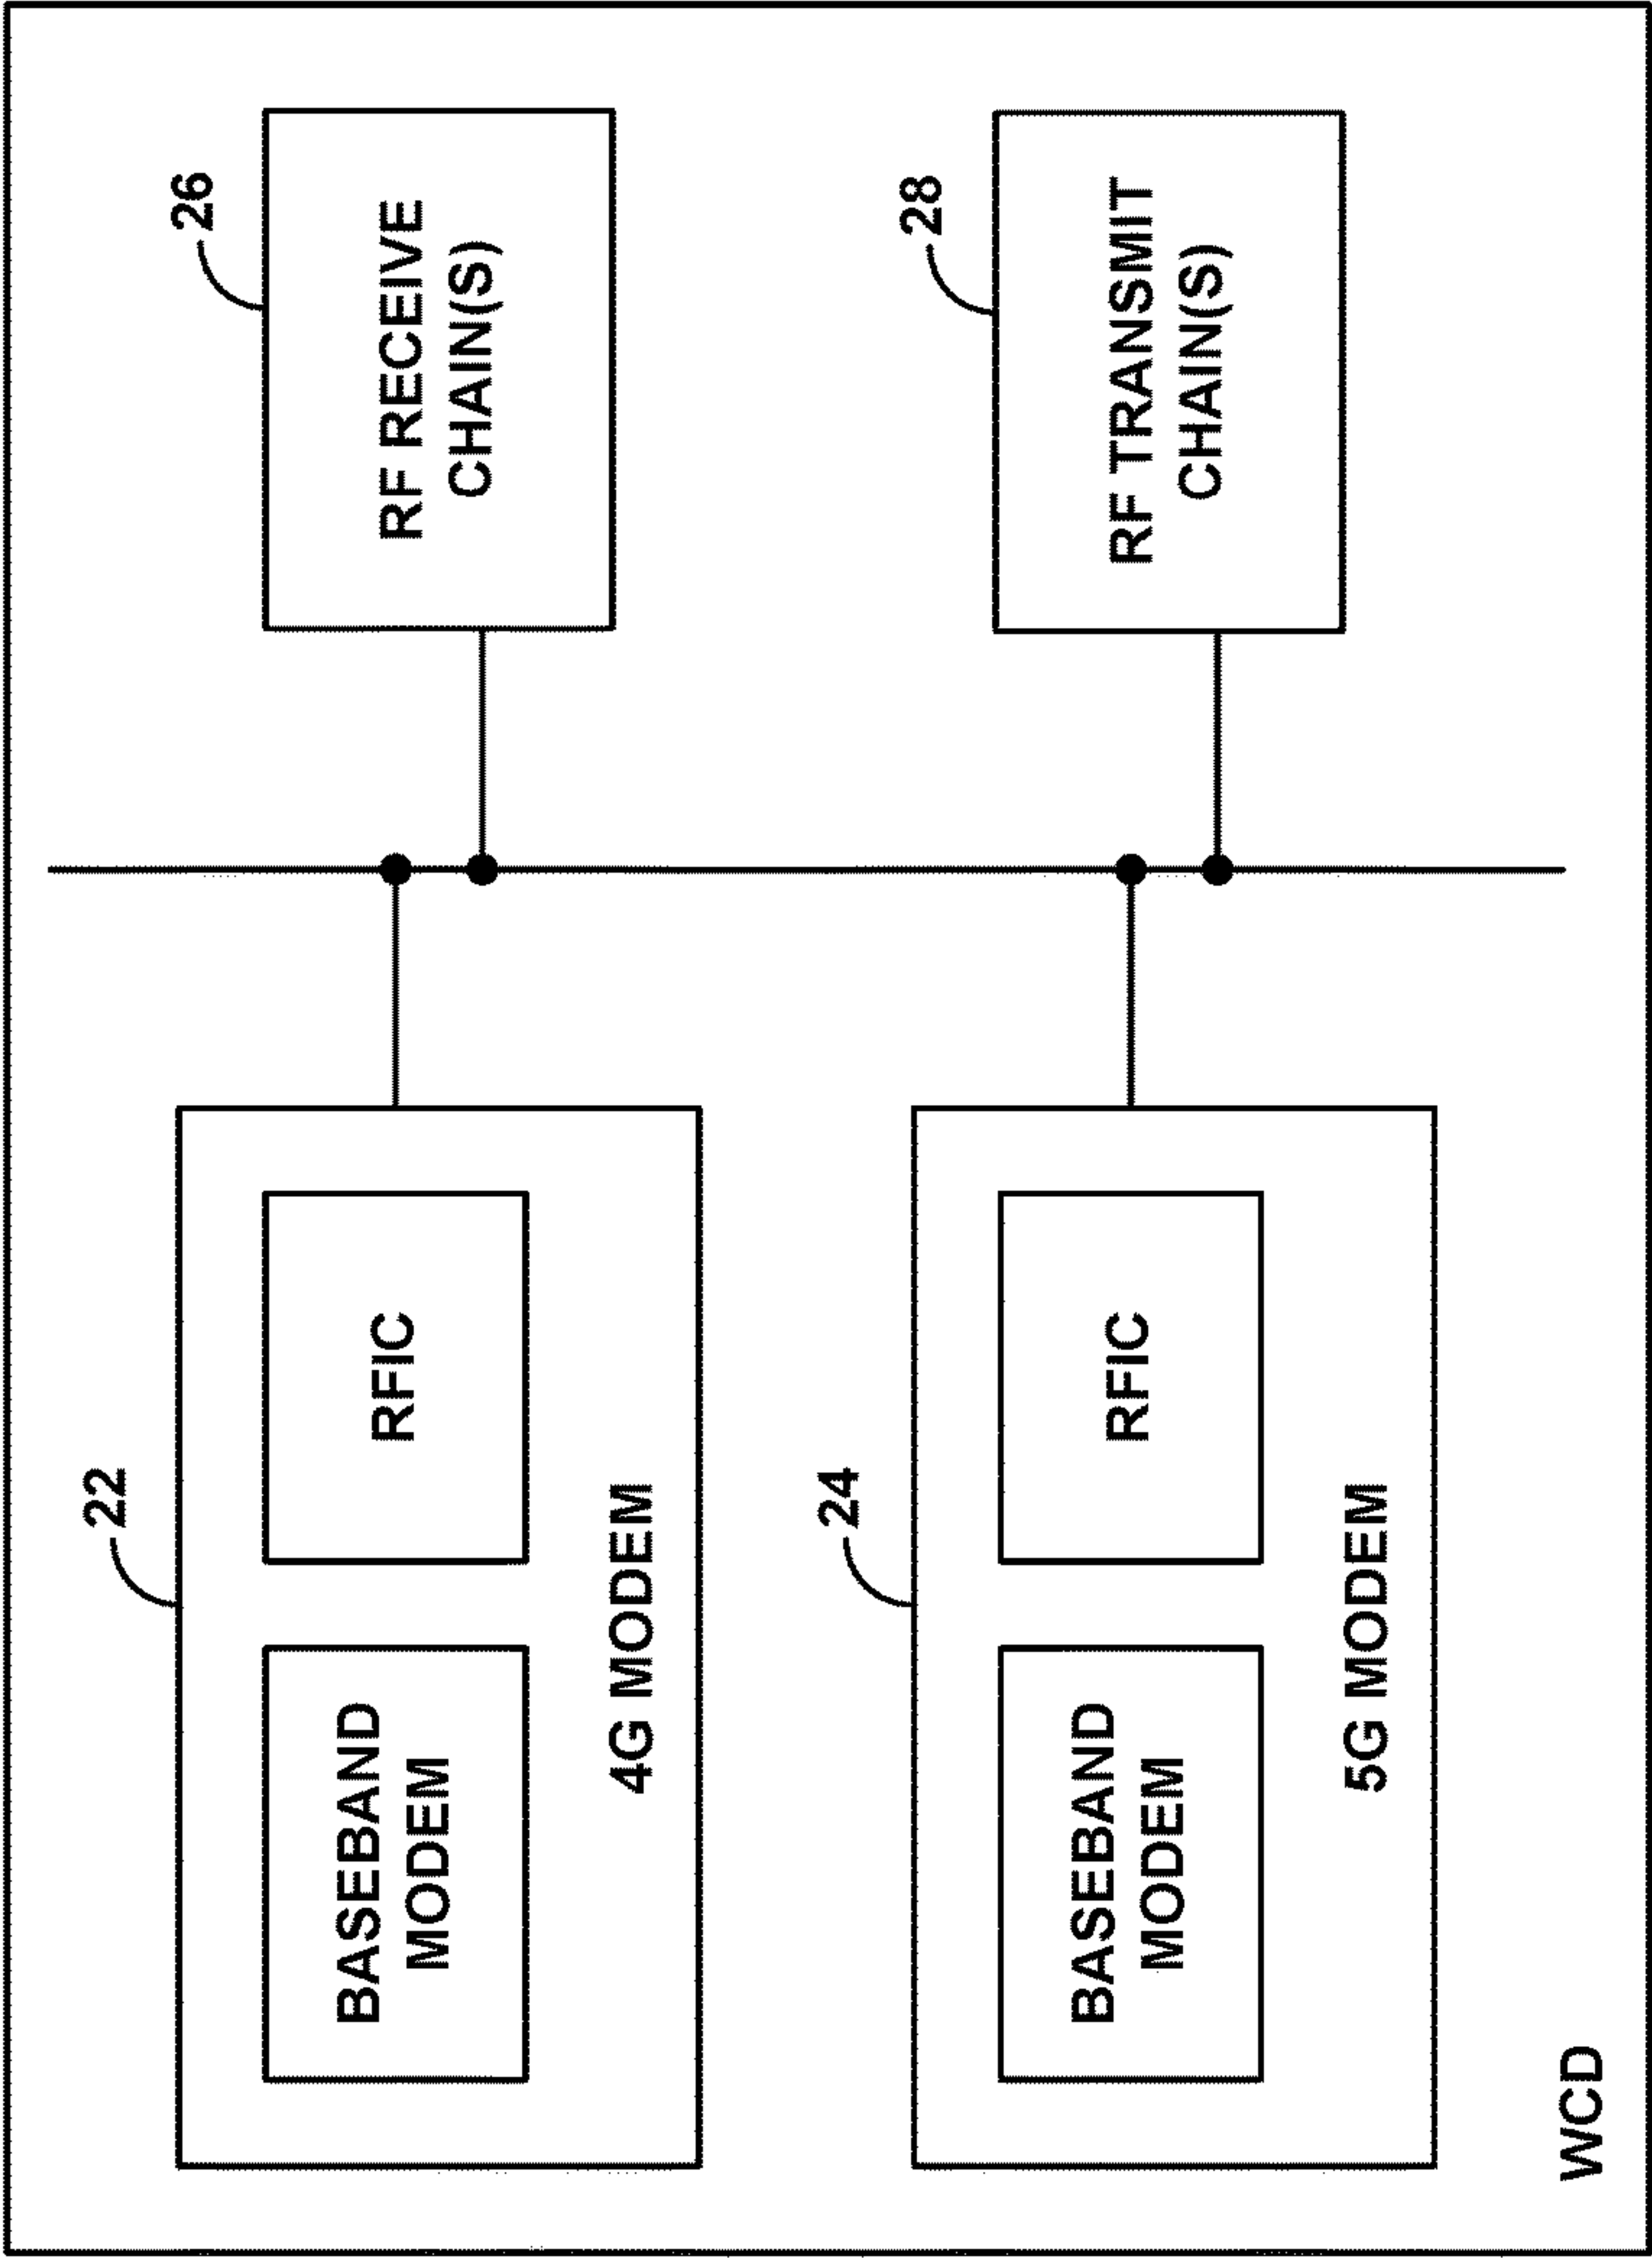 22
BASEBAND
MODEM
RFIC
4G MODEM
26
RF RECEIVE
CHAIN(S)
24
BASEBAND
MODEM
RFIC
5G MODEM
28
RF TRANSMIT
CHAIN(S)
WCD